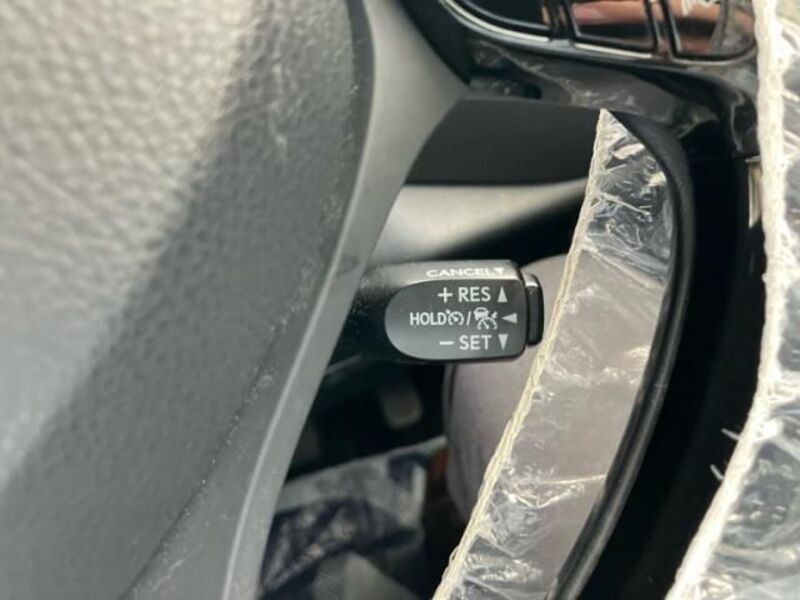 CANCEL▼
+ RES ▲
HOLD / ◀
− SET ▼